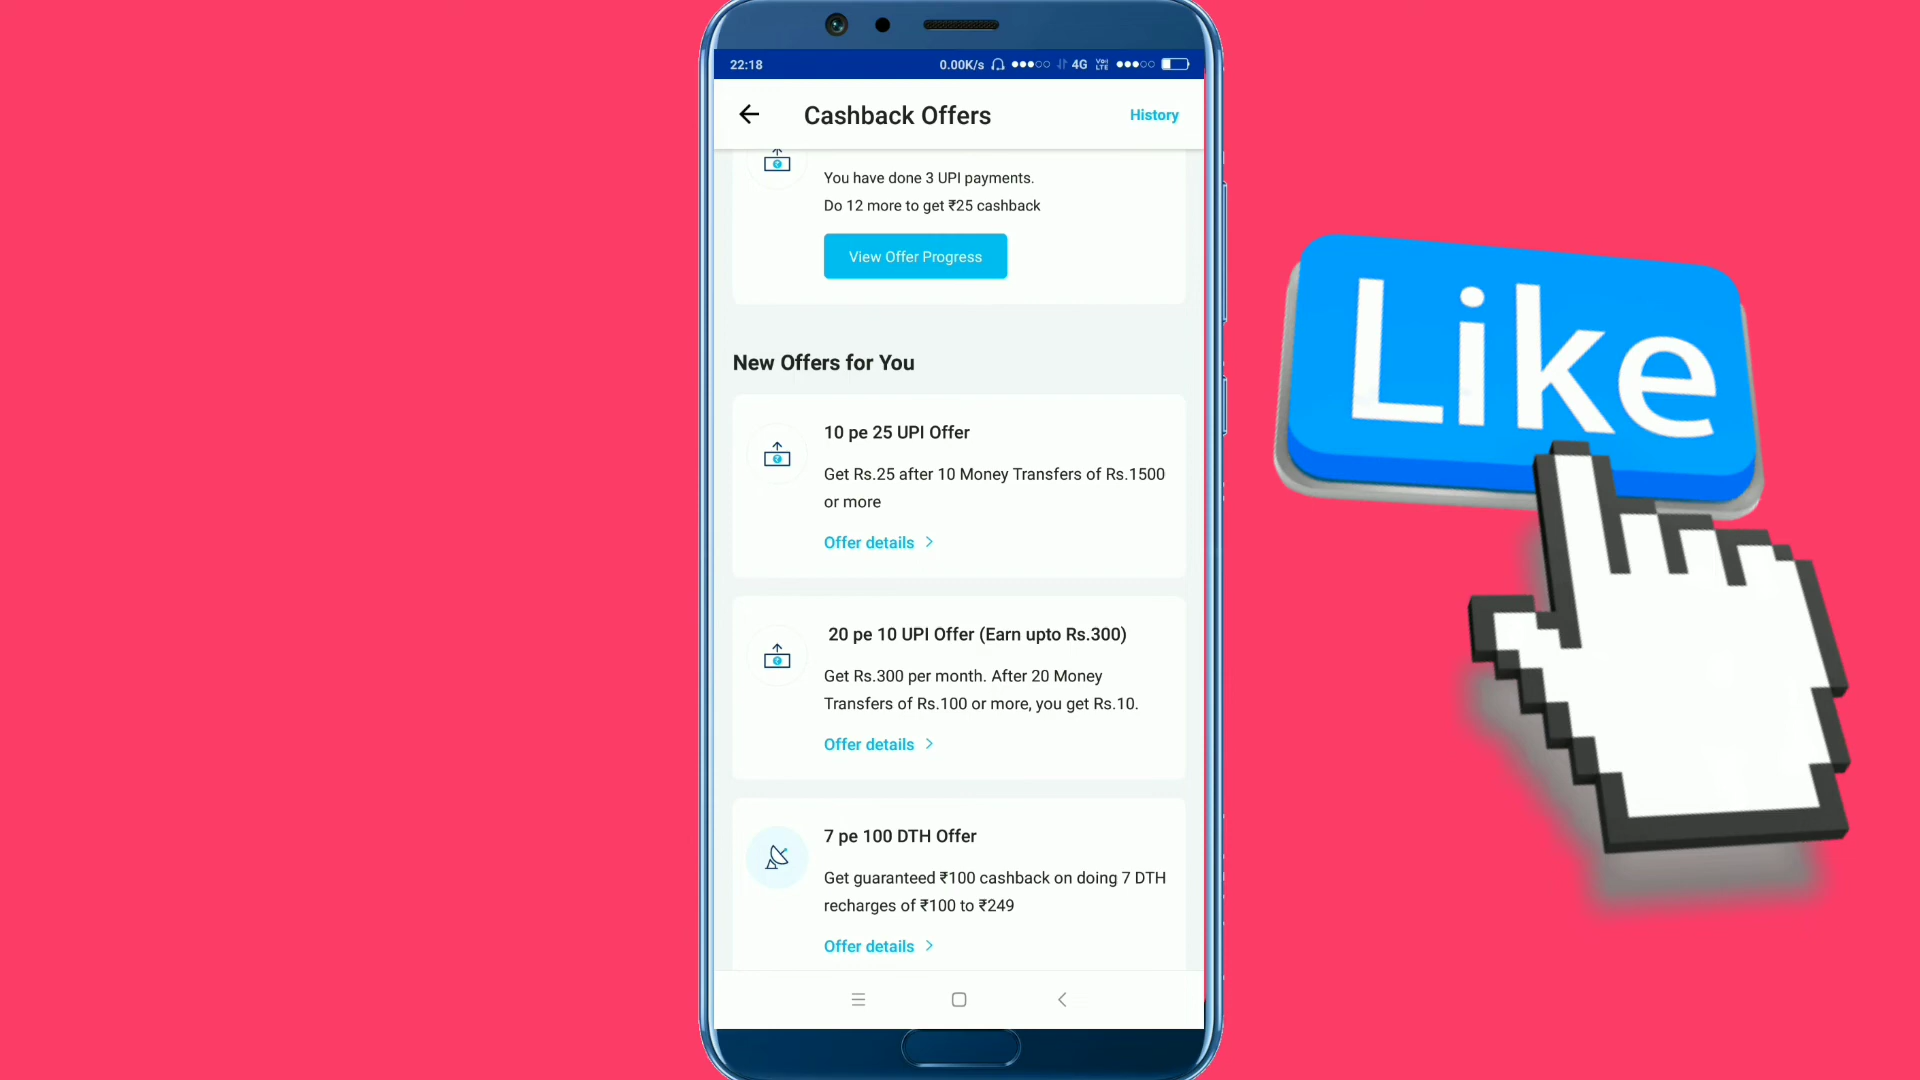 22:18
0.00K/s 4G VoLTE
Cashback Offers
History
You have done 3 UPI payments.
Do 12 more to get ₹25 cashback
View Offer Progress
New Offers for You
10 pe 25 UPI Offer
Get Rs.25 after 10 Money Transfers of Rs.1500
or more
Offer details
20 pe 10 UPI Offer (Earn upto Rs.300)
Get Rs.300 per month. After 20 Money
Transfers of Rs.100 or more, you get Rs.10.
Offer details
7 pe 100 DTH Offer
Get guaranteed ₹100 cashback on doing 7 DTH
recharges of ₹100 to ₹249
Offer details
Like